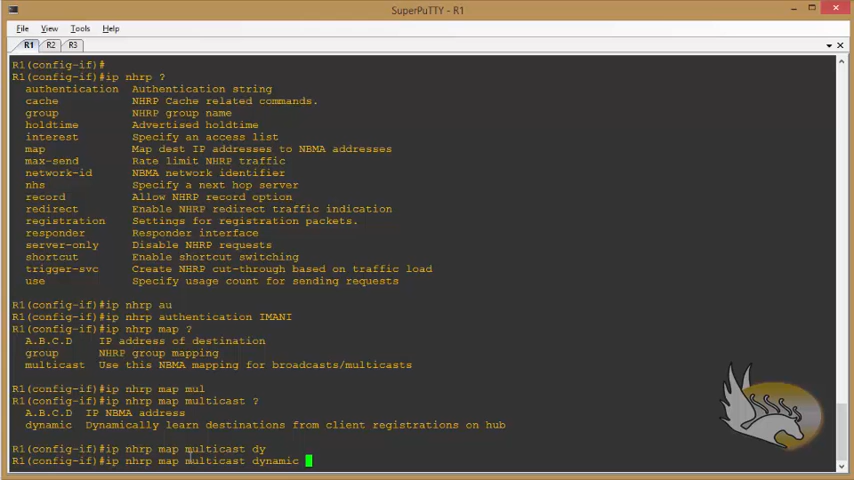 SuperPuTTY - R1
File View Tools Help
R1 R2 R3
R1(config-if)#
R1(config-if)#ip nhrp ?
authentication Authentication string
cache NHRP Cache related commands.
group NHRP group name
holdtime Advertised holdtime
interest Specify an access list
map Map dest IP addresses to NBMA addresses
max-send Rate limit NHRP traffic
network-id NBMA network identifier
nhs Specify a next hop server
record Allow NHRP record option
redirect Enable NHRP redirect traffic indication
registration Settings for registration packets.
responder Responder interface
server-only Disable NHRP requests
shortcut Enable shortcut switching
trigger-svc Create NHRP cut-through based on traffic load
use Specify usage count for sending requests
R1(config-if)#ip nhrp au
R1(config-if)#ip nhrp authentication IMANI
R1(config-if)#ip nhrp map ?
A.B.C.D IP address of destination
group NHRP group mapping
multicast Use this NBMA mapping for broadcasts/multicasts
R1(config-if)#ip nhrp map mul
R1(config-if)#ip nhrp map multicast ?
A.B.C.D IP NBMA address
dynamic Dynamically learn destinations from client registrations on hub
R1(config-if)#ip nhrp map multicast dy
R1(config-if)#ip nhrp map multicast dynamic